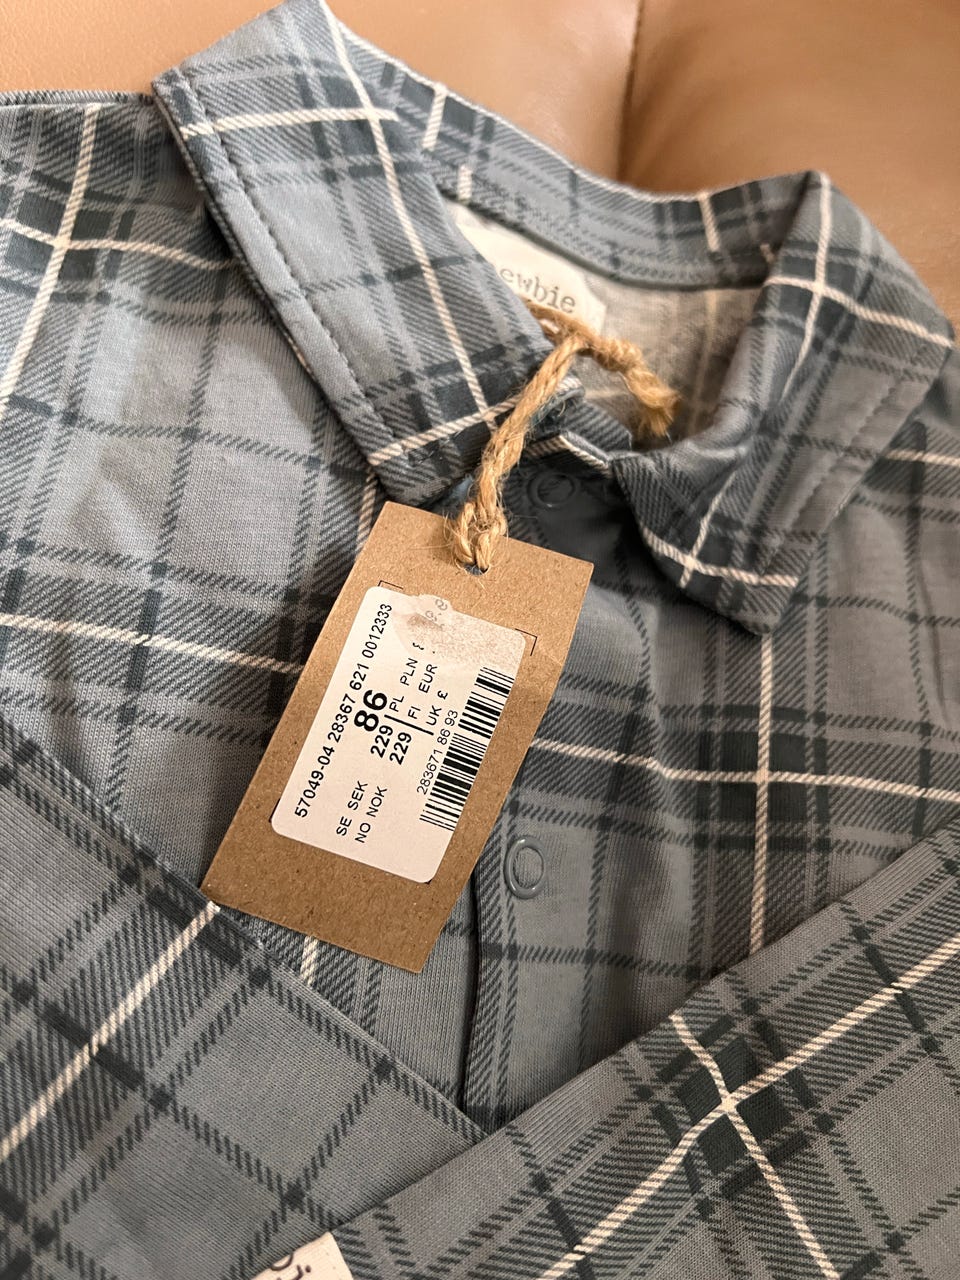 ewbie
57049-04 28367 621 0012333
86
SE SEK 229
NO NOK 229
PL PLN
FI EUR
UK £
283671 86 93